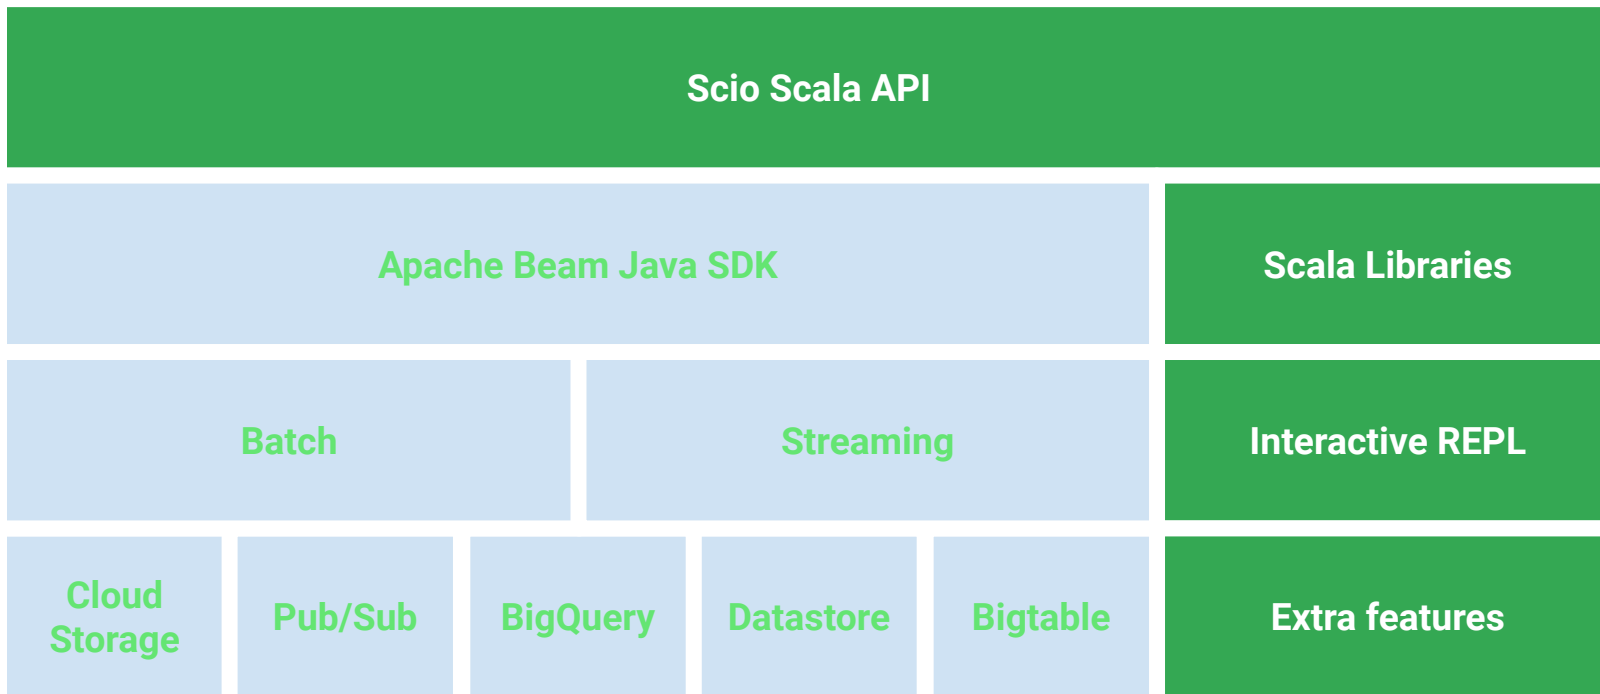 Scio Scala API
Apache Beam Java SDK
Scala Libraries
Batch
Streaming
Interactive REPL
Cloud
Storage
Pub/Sub
BigQuery
Datastore
Bigtable
Extra features